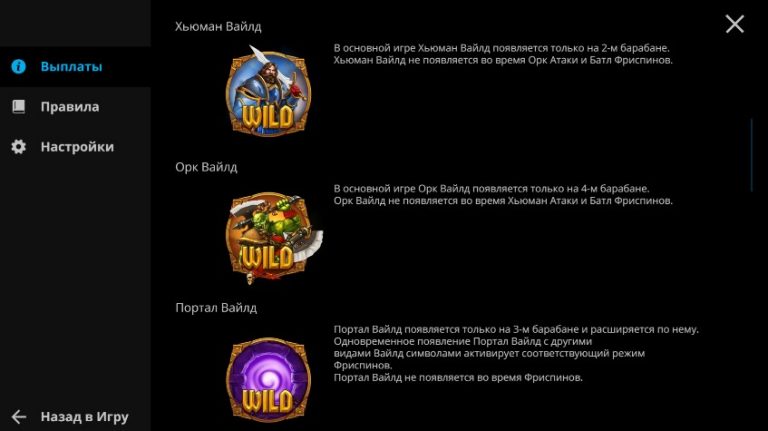 Хьюман Вайлд
В основной игре Хьюман Вайлд появляется только на 2-м барабане.
Хьюман Вайлд не появляется во время Орк Атаки и Батл Фриспинов.
WILD
Выплаты
Правила
Настройки
Орк Вайлд
В основной игре Орк Вайлд появляется только на 4-м барабане.
Орк Вайлд не появляется во время Хьюман Атаки и Батл Фриспинов.
WILD
Портал Вайлд
Портал Вайлд появляется только на 3-м барабане и расширяется по нему.
Одновременное появление Портал Вайлд с другими
видами Вайлд символами активирует соответствующий режим
Фриспинов.
Портал Вайлд не появляется во время Фриспинов.
WILD
Назад в Игру